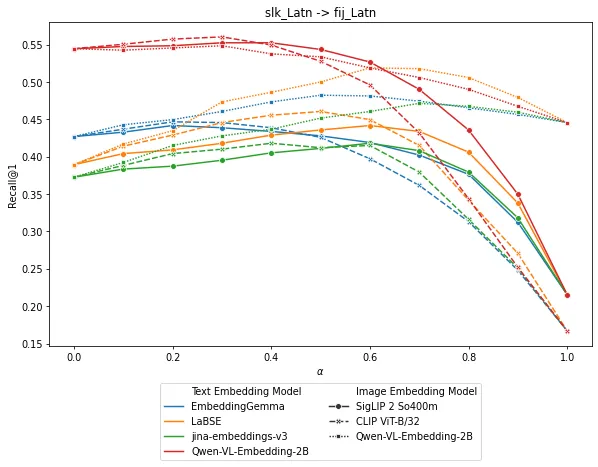 slk_Latn -> fij_Latn
Recall@1
0.55
0.50
0.45
0.40
0.35
0.30
0.25
0.20
0.15
0.0 0.2 0.4 0.6 0.8 1.0
α
Text Embedding Model
EmbeddingGemma
LaBSE
jina-embeddings-v3
Qwen-VL-Embedding-2B
Image Embedding Model
SigLIP 2 So400m
CLIP ViT-B/32
Qwen-VL-Embedding-2B